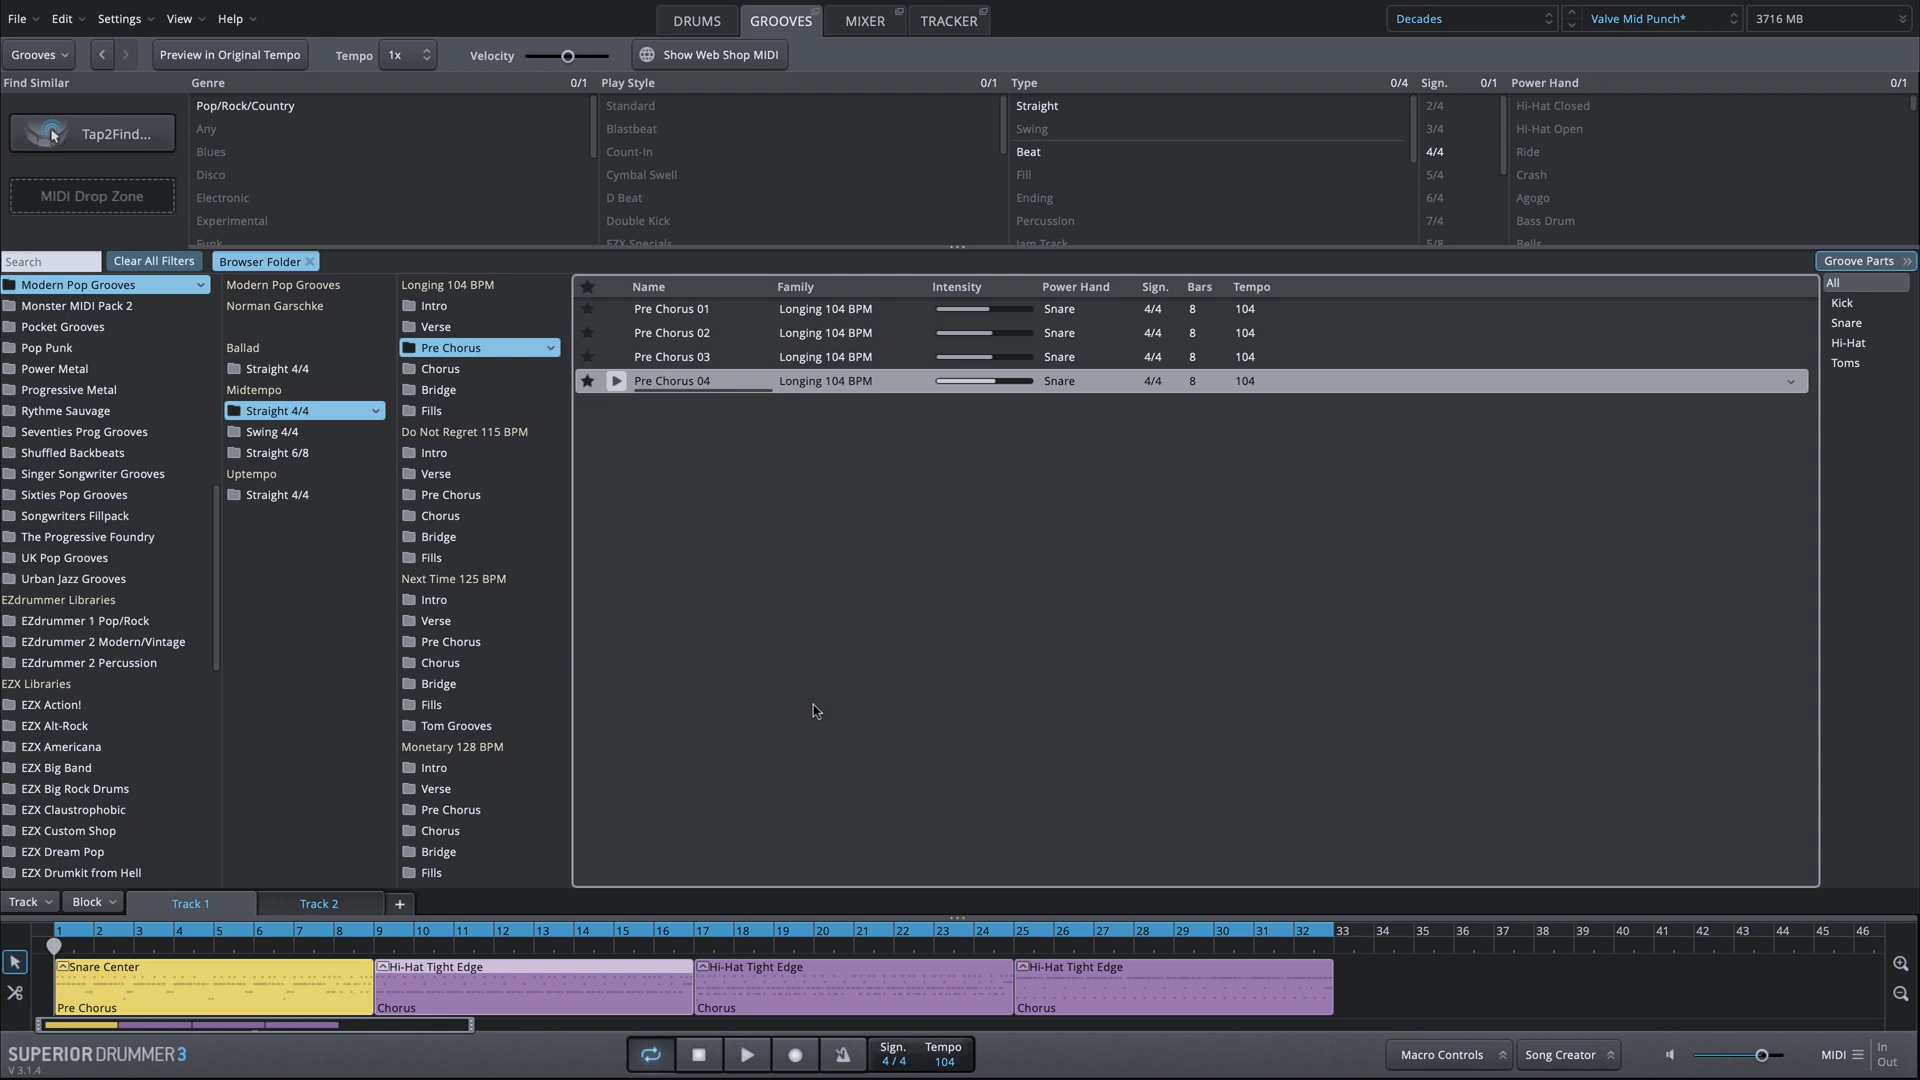 File Edit Settings View Help
DRUMS GROOVES MIXER TRACKER
Decades Valve Mid Punch* 3716 MB
Grooves Preview in Original Tempo Tempo 1x Velocity Show Web Shop MIDI
Find Similar Genre 0/1 Play Style 0/1 Type 0/4 Sign. 0/1 Power Hand 0/1
Tap2Find...
MIDI Drop Zone
Pop/Rock/Country
Any
Blues
Disco
Electronic
Experimental
Funk
Standard
Blastbeat
Count-In
Cymbal Swell
D Beat
Double Kick
EZX Specials
Straight
Swing
Beat
Fill
Ending
Percussion
Jam Track
2/4
3/4
4/4
5/4
6/4
7/4
5/8
Hi-Hat Closed
Hi-Hat Open
Ride
Crash
Agogo
Bass Drum
Bells
Search Clear All Filters Browser Folder Groove Parts
Modern Pop Grooves
Monster MIDI Pack 2
Pocket Grooves
Pop Punk
Power Metal
Progressive Metal
Rythme Sauvage
Seventies Prog Grooves
Shuffled Backbeats
Singer Songwriter Grooves
Sixties Pop Grooves
Songwriters Fillpack
The Progressive Foundry
UK Pop Grooves
Urban Jazz Grooves
EZdrummer Libraries
EZdrummer 1 Pop/Rock
EZdrummer 2 Modern/Vintage
EZdrummer 2 Percussion
EZX Libraries
EZX Action!
EZX Alt-Rock
EZX Americana
EZX Big Band
EZX Big Rock Drums
EZX Claustrophobic
EZX Custom Shop
EZX Dream Pop
EZX Drumkit from Hell
Modern Pop Grooves
Norman Garschke
Ballad
Straight 4/4
Midtempo
Straight 4/4
Swing 4/4
Straight 6/8
Uptempo
Straight 4/4
Longing 104 BPM
Intro
Verse
Pre Chorus
Chorus
Bridge
Fills
Do Not Regret 115 BPM
Intro
Verse
Pre Chorus
Chorus
Bridge
Fills
Next Time 125 BPM
Intro
Verse
Pre Chorus
Chorus
Bridge
Fills
Tom Grooves
Monetary 128 BPM
Intro
Verse
Pre Chorus
Chorus
Bridge
Fills
Name Family Intensity Power Hand Sign. Bars Tempo
Pre Chorus 01 Longing 104 BPM Snare 4/4 8 104
Pre Chorus 02 Longing 104 BPM Snare 4/4 8 104
Pre Chorus 03 Longing 104 BPM Snare 4/4 8 104
Pre Chorus 04 Longing 104 BPM Snare 4/4 8 104
All
Kick
Snare
Hi-Hat
Toms
Track Block Track 1 Track 2 +
1 2 3 4 5 6 7 8 9 10 11 12 13 14 15 16 17 18 19 20 21 22 23 24 25 26 27 28 29 30 31 32 33 34 35 36 37 38 39 40 41 42 43 44 45 46
Snare Center Hi-Hat Tight Edge Hi-Hat Tight Edge Hi-Hat Tight Edge
Pre Chorus Chorus Chorus Chorus
SUPERIOR DRUMMER 3
V 3.1.4
Sign. Tempo
4 / 4 104
Macro Controls Song Creator MIDI In
Out